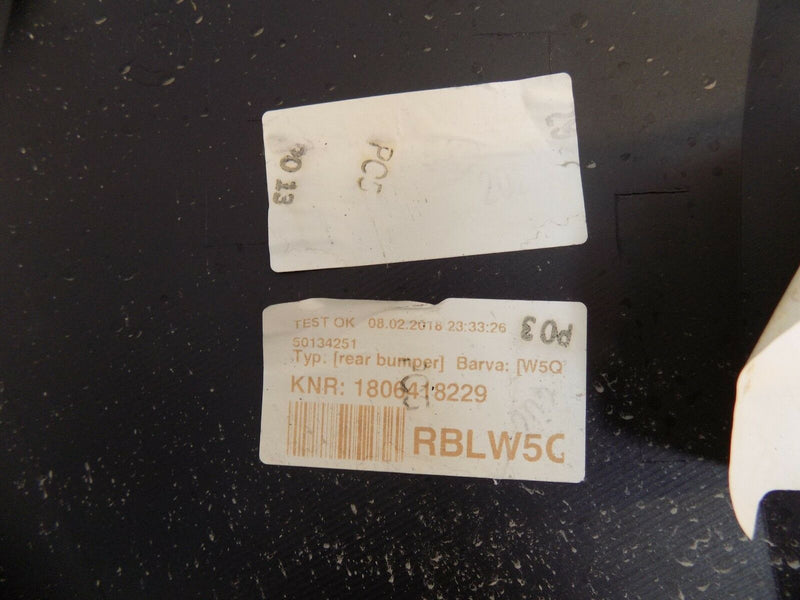 PO 13
PC5
TEST OK 08.02.2018 23:33:26
PO 3
50134251
Typ: [rear bumper] Barva: [W5Q
KNR: 1806418229
RBLW5Q